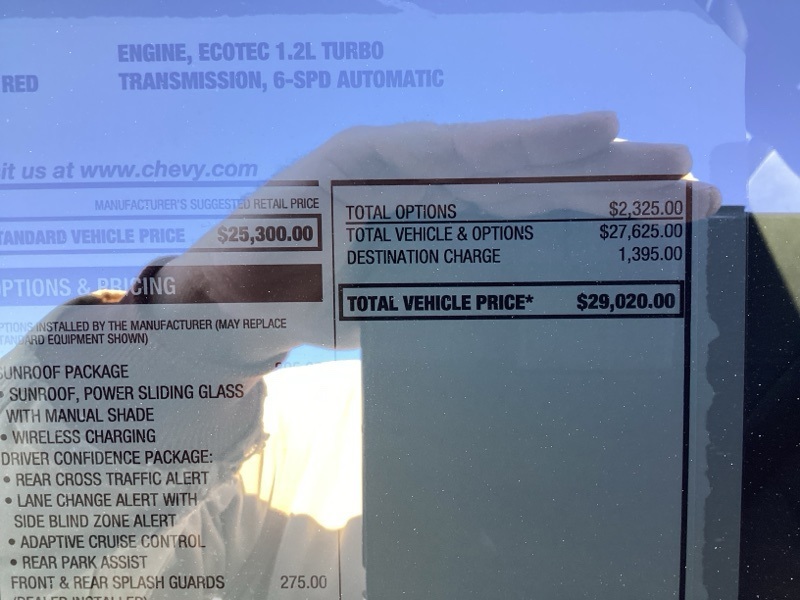 ENGINE, ECOTEC 1.2L TURBO
RED
TRANSMISSION, 6-SPD AUTOMATIC
it us at www.chevy.com
MANUFACTURER'S SUGGESTED RETAIL PRICE
TANDARD VEHICLE PRICE $25,300.00
PTIONS & PRICING
PTIONS INSTALLED BY THE MANUFACTURER (MAY REPLACE
TANDARD EQUIPMENT SHOWN)
SUNROOF PACKAGE
• SUNROOF, POWER SLIDING GLASS
WITH MANUAL SHADE
• WIRELESS CHARGING
DRIVER CONFIDENCE PACKAGE:
• REAR CROSS TRAFFIC ALERT
• LANE CHANGE ALERT WITH
SIDE BLIND ZONE ALERT
• ADAPTIVE CRUISE CONTROL
• REAR PARK ASSIST
FRONT & REAR SPLASH GUARDS 275.00
(DEALER INSTALLED)
TOTAL OPTIONS $2,325.00
TOTAL VEHICLE & OPTIONS $27,625.00
DESTINATION CHARGE 1,395.00
TOTAL VEHICLE PRICE* $29,020.00